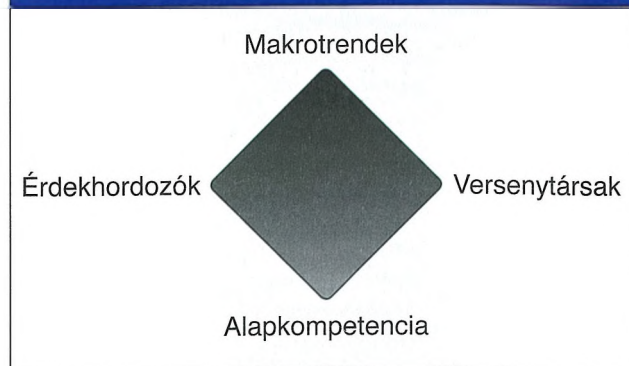 Makrotrendek
Érdekhordozók
Versenytársak
Alapkompetencia